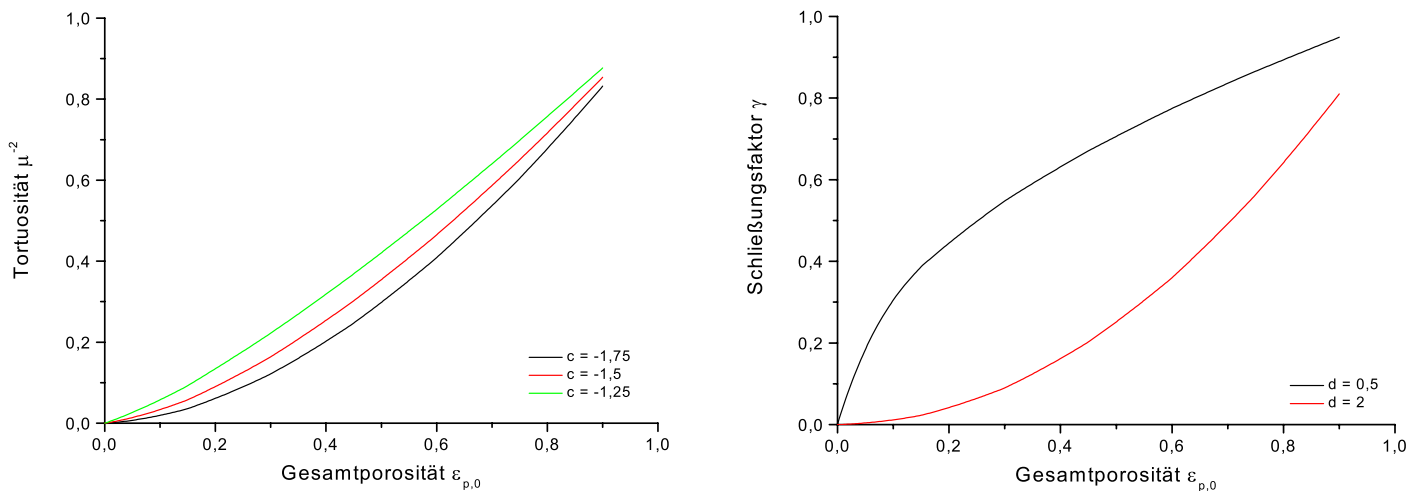 1,0
0,8
0,6
0,4
0,2
0,0
Tortuosität μ⁻²
c = -1,75
c = -1,5
c = -1,25
0,0 0,2 0,4 0,6 0,8 1,0
Gesamtporosität εp,0
1,0
0,8
0,6
0,4
0,2
0,0
Schließungsfaktor γ
d = 0,5
d = 2
0,0 0,2 0,4 0,6 0,8 1,0
Gesamtporosität εp,0